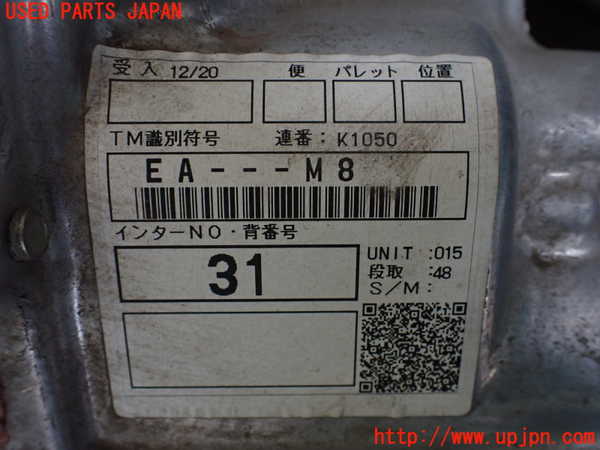 USED PARTS JAPAN
受入 12/20 便 パレット 位置
TM識別符号 連番: K1050
EA---M8
インターNO・背番号
31
UNIT :015
段取 :48
S/M:
http://www.upjpn.com/